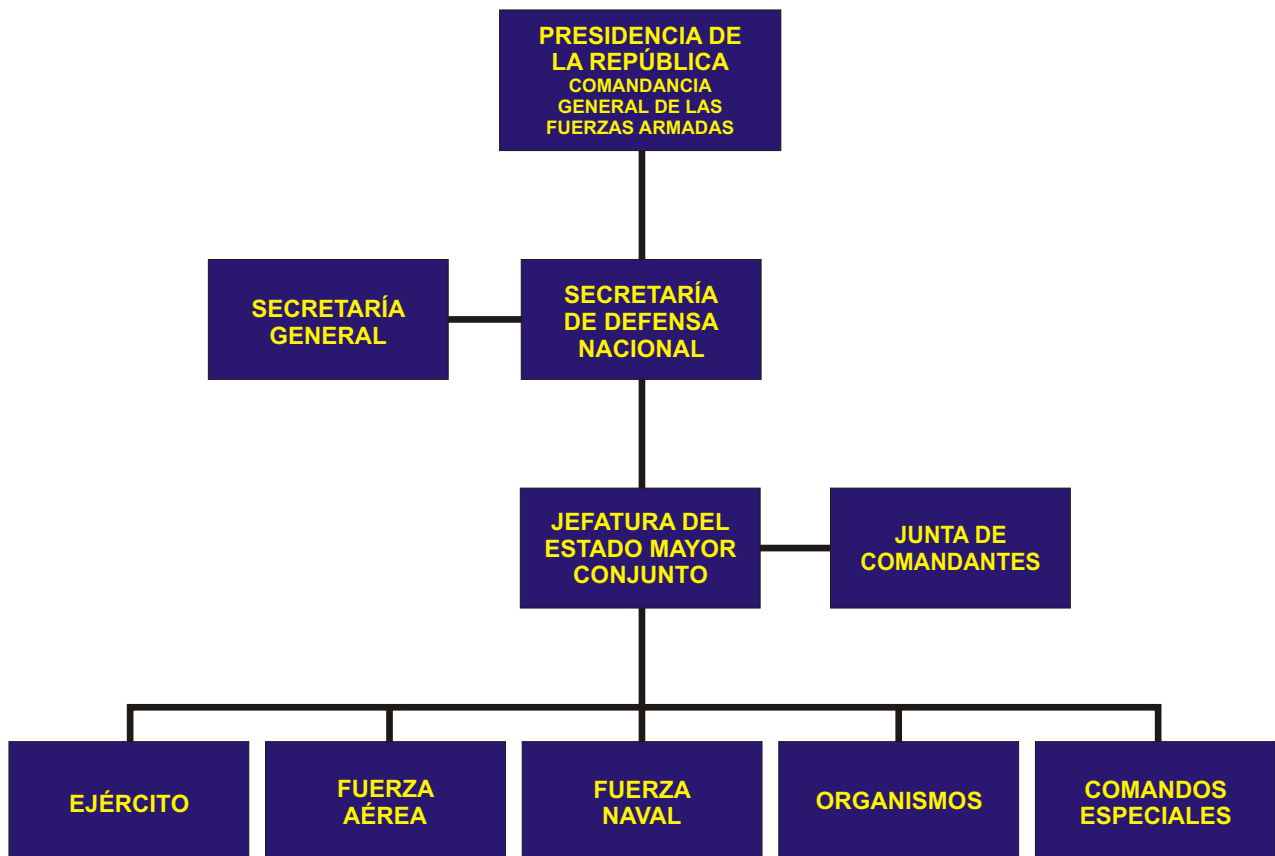 PRESIDENCIA DE
LA REPÚBLICA
COMANDANCIA
GENERAL DE LAS
FUERZAS ARMADAS
SECRETARÍA
GENERAL
SECRETARÍA
DE DEFENSA
NACIONAL
JEFATURA DEL
ESTADO MAYOR
CONJUNTO
JUNTA DE
COMANDANTES
EJÉRCITO
FUERZA
AÉREA
FUERZA
NAVAL
ORGANISMOS
COMANDOS
ESPECIALES